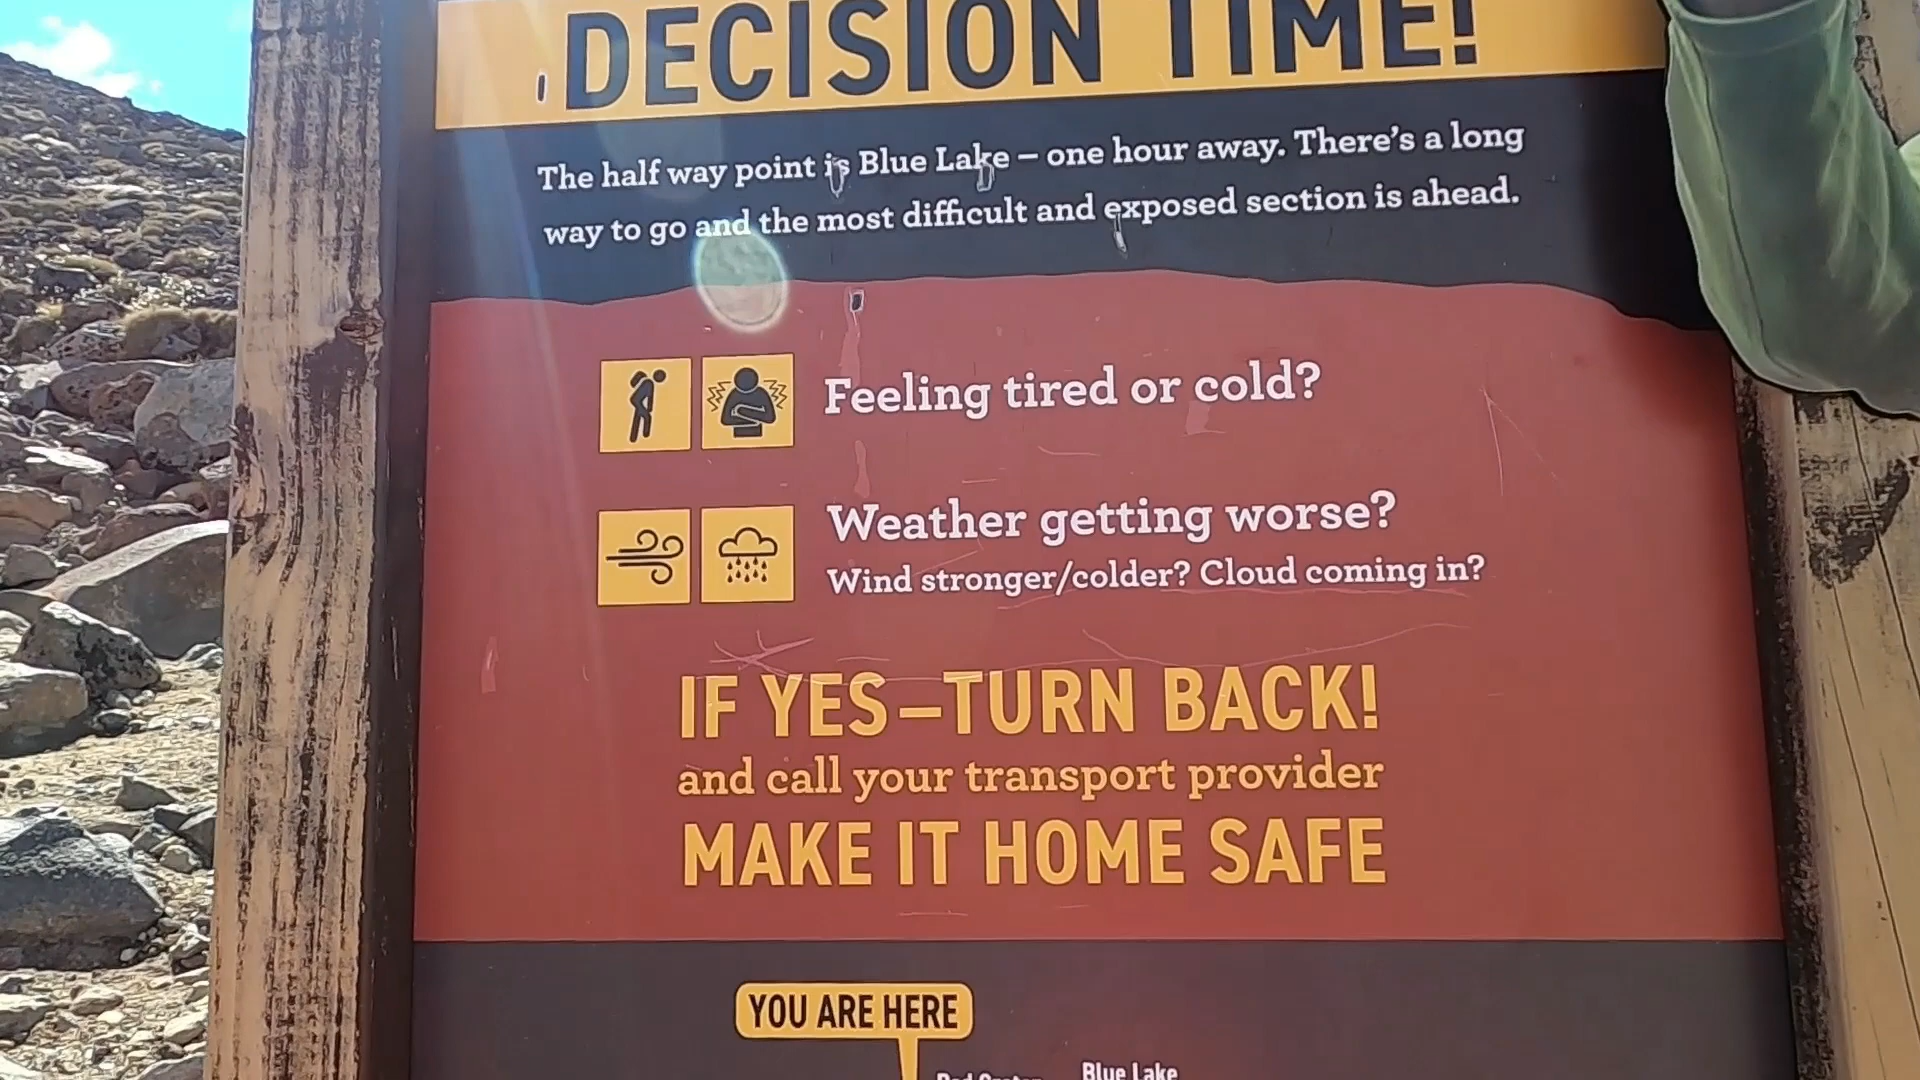 DECISION TIME!
The half way point is Blue Lake – one hour away. There's a long
way to go and the most difficult and exposed section is ahead.
Feeling tired or cold?
Weather getting worse?
Wind stronger/colder? Cloud coming in?
IF YES – TURN BACK!
and call your transport provider
MAKE IT HOME SAFE
YOU ARE HERE
Blue Lake